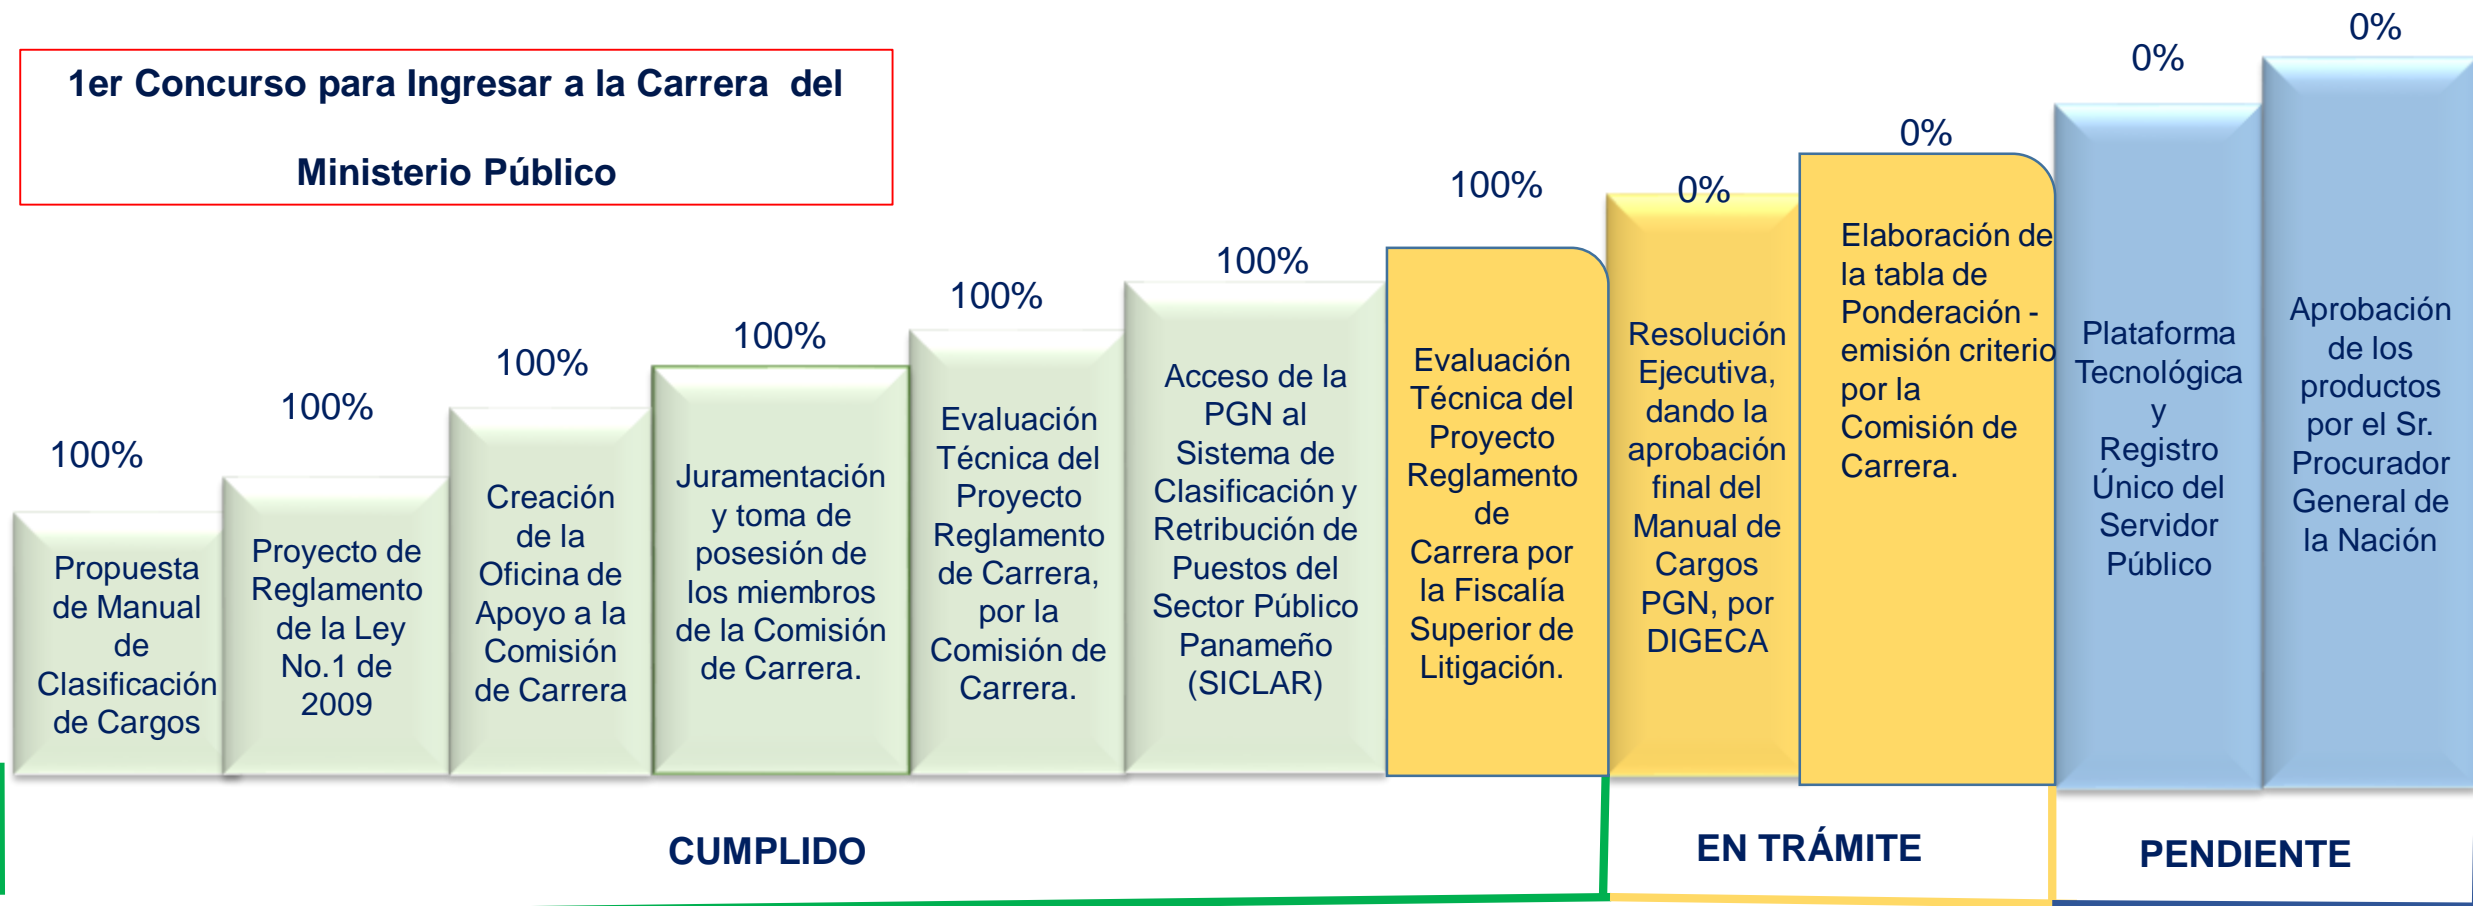 1er Concurso para Ingresar a la Carrera del
Ministerio Público
100%
Propuesta
de Manual
de
Clasificación
de Cargos
100%
Proyecto de
Reglamento
de la Ley
No.1 de
2009
100%
Creación
de la
Oficina de
Apoyo a la
Comisión
de Carrera
100%
Juramentación
y toma de
posesión de
los miembros
de la Comisión
de Carrera.
100%
Evaluación
Técnica del
Proyecto
Reglamento
de Carrera,
por la
Comisión de
Carrera.
100%
Acceso de la
PGN al
Sistema de
Clasificación y
Retribución de
Puestos del
Sector Público
Panameño
(SICLAR)
100%
Evaluación
Técnica del
Proyecto
Reglamento
de
Carrera por
la Fiscalía
Superior de
Litigación.
0%
Resolución
Ejecutiva,
dando la
aprobación
final del
Manual de
Cargos
PGN, por
DIGECA
0%
Elaboración de
la tabla de
Ponderación -
emisión criterio
por la
Comisión de
Carrera.
0%
Plataforma
Tecnológica
y
Registro
Único del
Servidor
Público
0%
Aprobación
de los
productos
por el Sr.
Procurador
General de
la Nación
CUMPLIDO
EN TRÁMITE
PENDIENTE